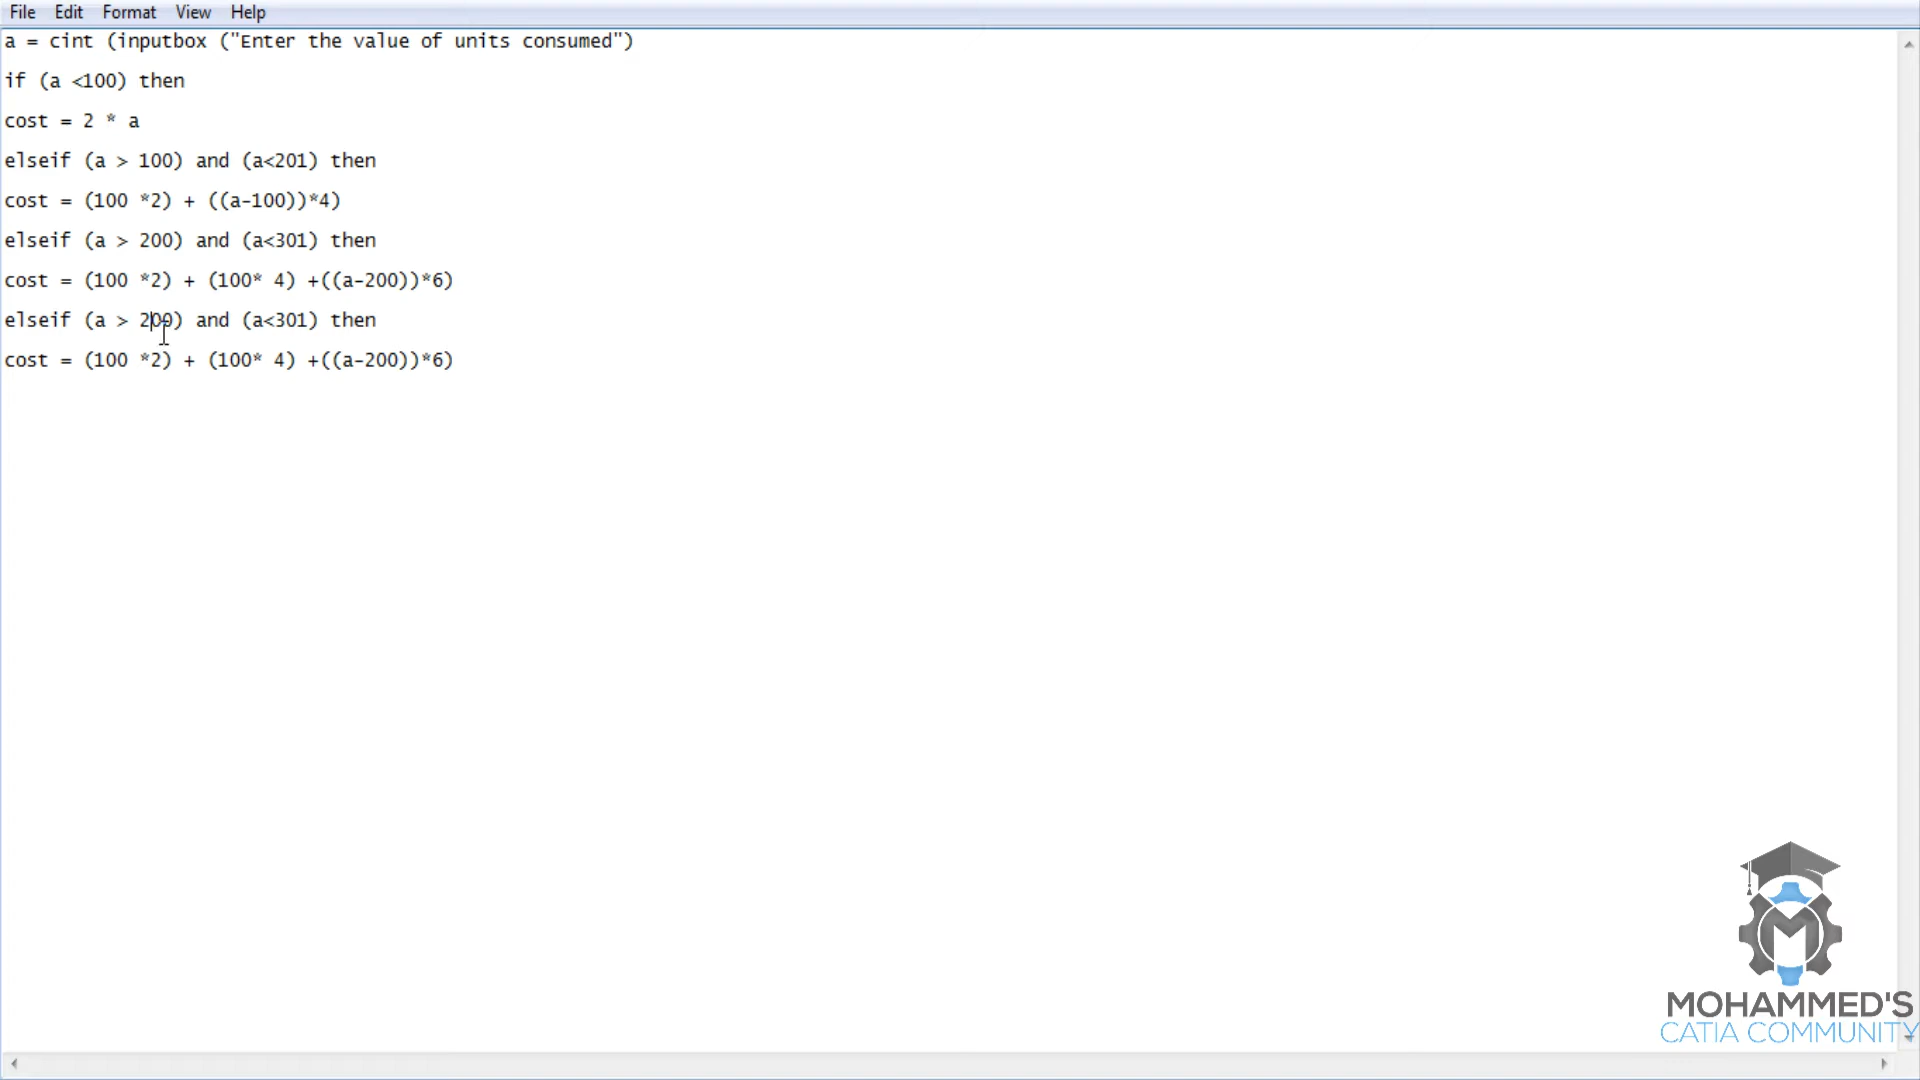 File Edit Format View Help
a = cint (inputbox ("Enter the value of units consumed")
if (a <100) then
cost = 2 * a
elseif (a > 100) and (a<201) then
cost = (100 *2) + ((a-100))*4)
elseif (a > 200) and (a<301) then
cost = (100 *2) + (100* 4) +((a-200))*6)
elseif (a > 200) and (a<301) then
cost = (100 *2) + (100* 4) +((a-200))*6)
MOHAMMED'S
CATIA COMMUNITY